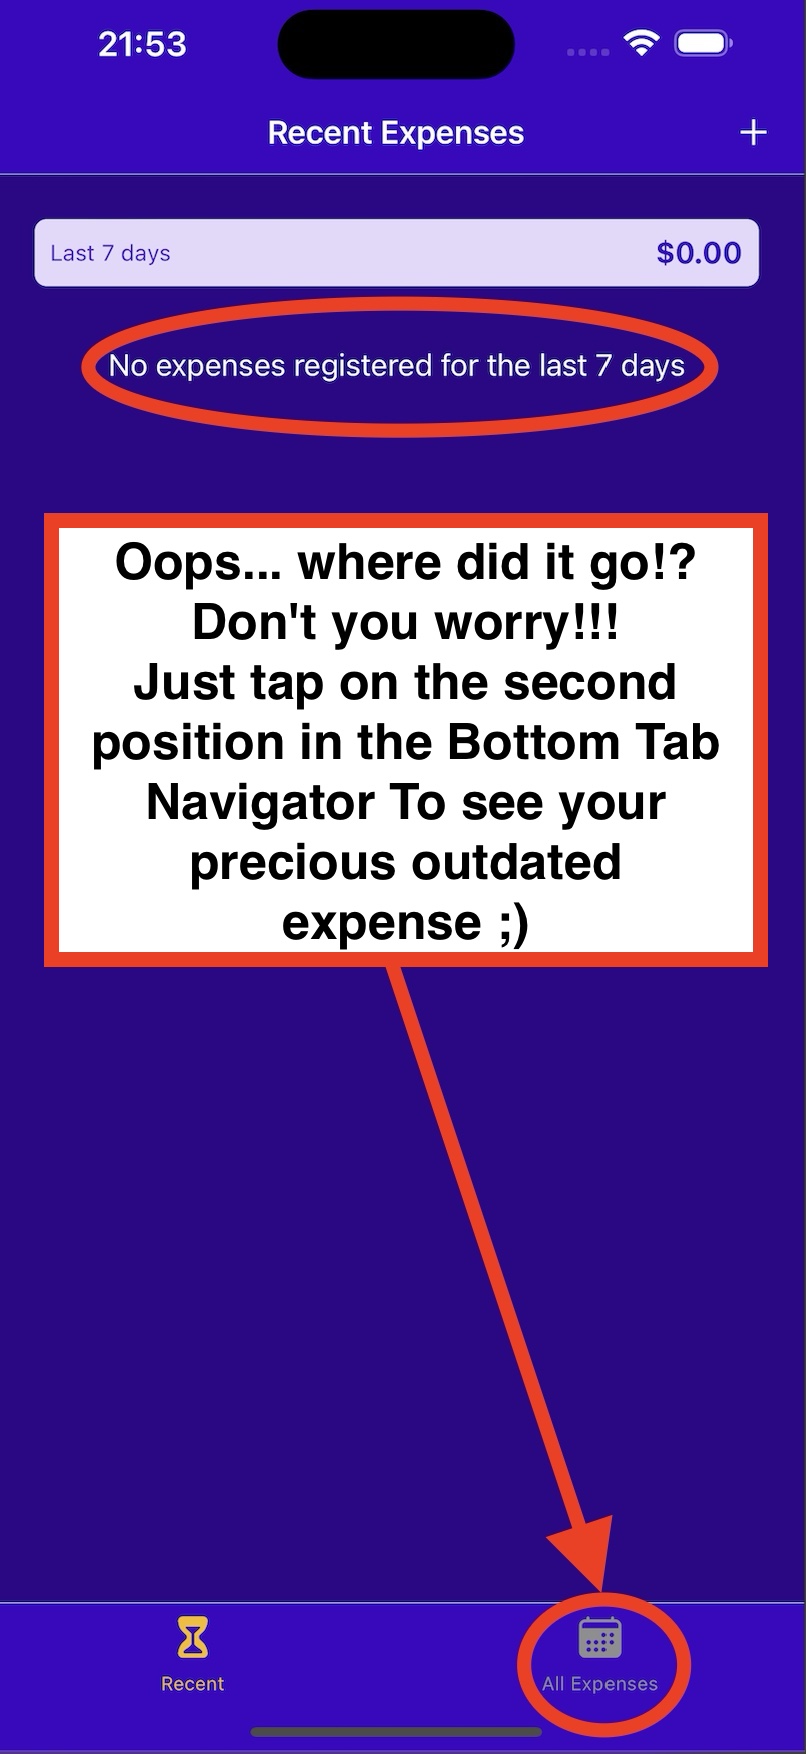 21:53
Recent Expenses +
Last 7 days $0.00
No expenses registered for the last 7 days
Oops... where did it go!?
Don't you worry!!!
Just tap on the second
position in the Bottom Tab
Navigator To see your
precious outdated
expense ;)
Recent All Expenses